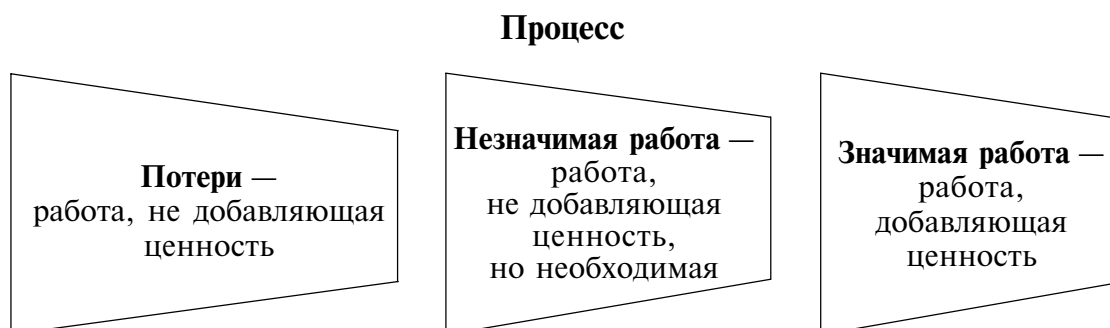 Процесс
Потери —
работа, не добавляющая
ценность
Незначимая работа —
работа,
не добавляющая
ценность,
но необходимая
Значимая работа —
работа,
добавляющая
ценность